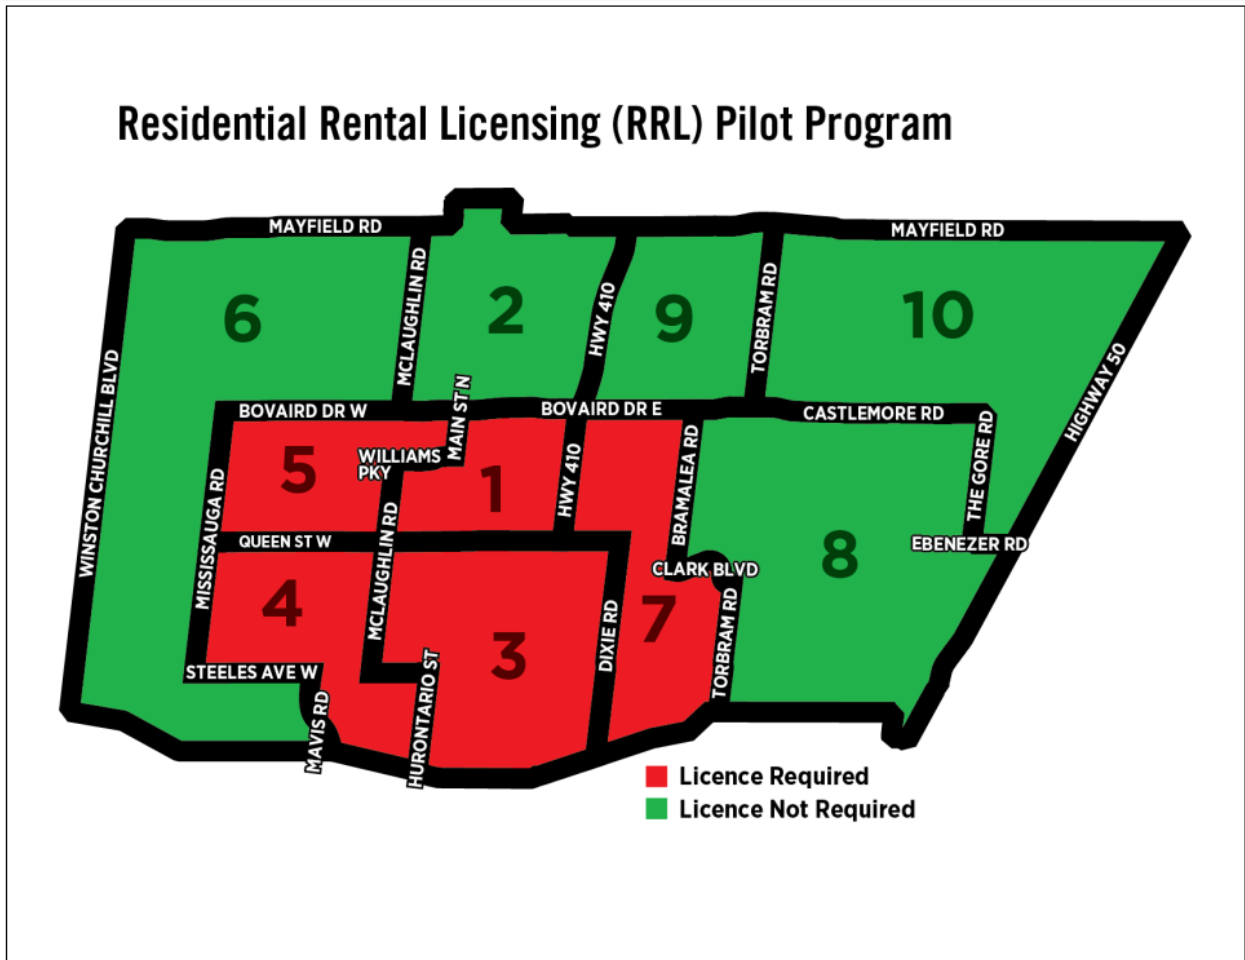 Residential Rental Licensing (RRL) Pilot Program
MAYFIELD RD
MAYFIELD RD
6
2
9
10
WINSTON CHURCHILL BLVD
MCLAUGHLIN RD
HWY 410
TORBRAM RD
HIGHWAY 50
BOVAIRD DR W
MAIN ST N
BOVAIRD DR E
CASTLEMORE RD
5
WILLIAMS
PKY
1
HWY 410
BRAMALEA RD
THE GORE RD
MISSISSAUGA RD
QUEEN ST W
MCLAUGHLIN RD
EBENEZER RD
8
CLARK BLVD
4
3
DIXIE RD
7
TORBRAM RD
STEELES AVE W
MAVIS RD
HURONTARIO ST
Licence Required
Licence Not Required